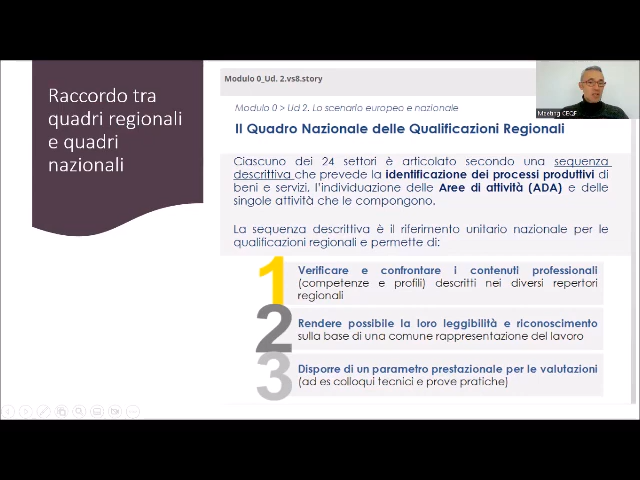 Raccordo tra
quadri regionali
e quadri
nazionali
Modulo 0_Ud. 2.vs8.story
Modulo 0 > Ud 2. Lo scenario europeo e nazionale
Il Quadro Nazionale delle Qualificazioni Regionali
Ciascuno dei 24 settori è articolato secondo una sequenza
descrittiva che prevede la identificazione dei processi produttivi di
beni e servizi, l'individuazione delle Aree di attività (ADA) e delle
singole attività che le compongono.
La sequenza descrittiva è il riferimento unitario nazionale per le
qualificazioni regionali e permette di:
1
Verificare e confrontare i contenuti professionali
(competenze e profili) descritti nei diversi repertori
regionali
2
Rendere possibile la loro leggibilità e riconoscimento
sulla base di una comune rappresentazione del lavoro
3
Disporre di un parametro prestazionale per le valutazioni
(ad es colloqui tecnici e prove pratiche)
Meeting CEQF